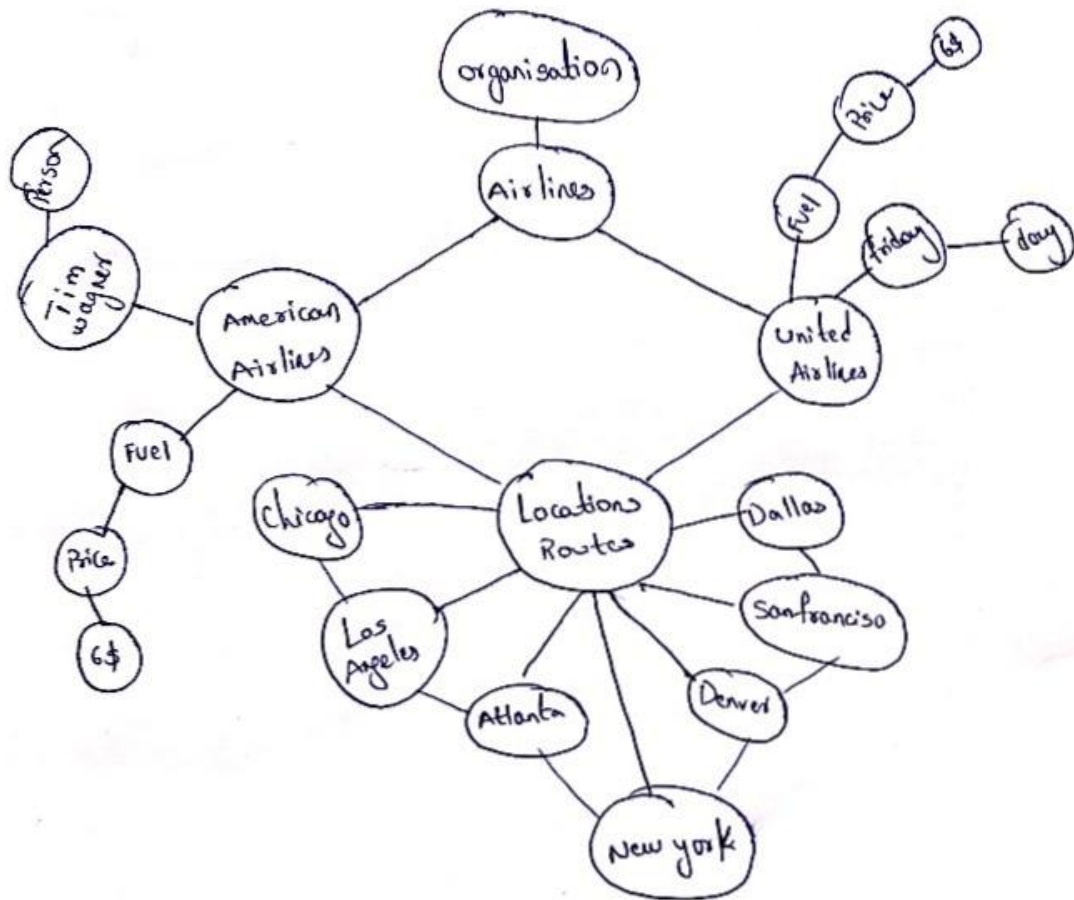 Organisation
Airlines
6$
Price
Fuel
Friday
day
Person
Tim
Wagner
American
Airlines
United
Airlines
Fuel
Price
6$
Locations
Routes
Chicago
Dallas
Los
Angeles
Sanfranciso
Atlanta
Denver
New york